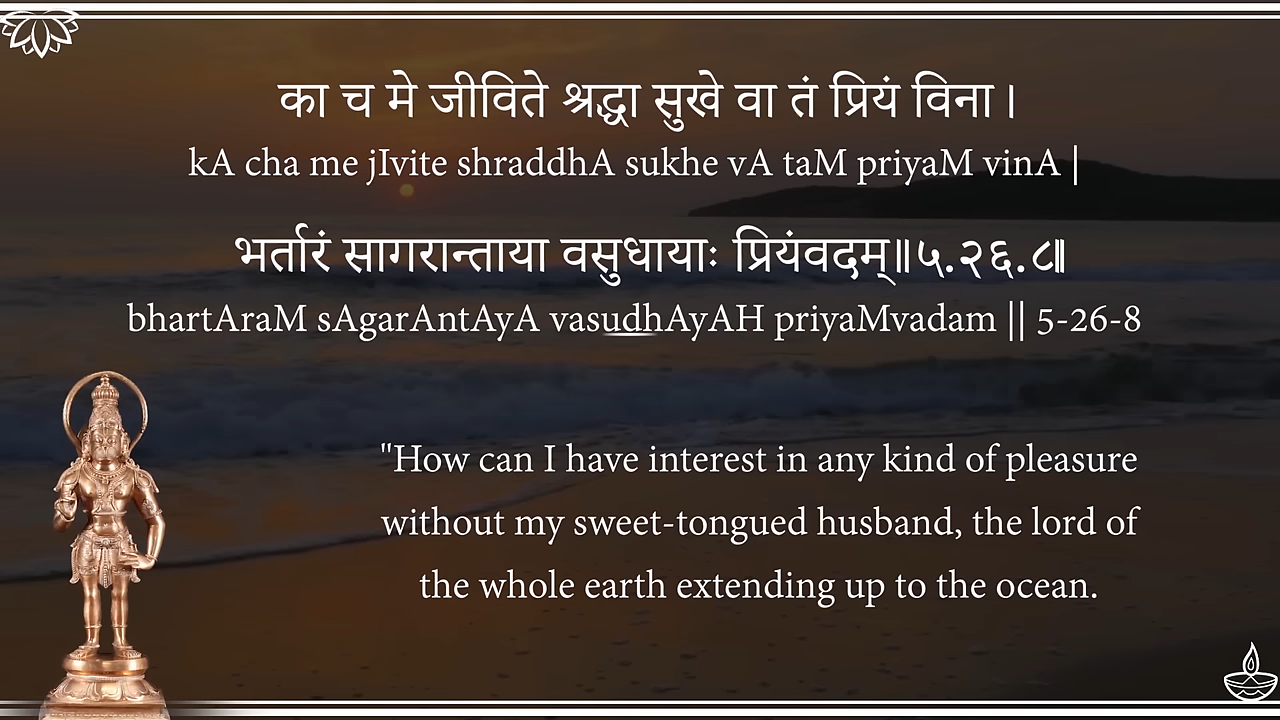 का च मे जीविते श्रद्धा सुखे वा तं प्रियं विना।
kA cha me jIvite shraddhA sukhe vA taM priyaM vinA |
भर्तारं सागरान्ताया वसुधायाः प्रियंवदम्॥५.२६.८॥
bhartAraM sAgarAntAyA vasudhAyAH priyaMvadam || 5-26-8
"How can I have interest in any kind of pleasure
without my sweet-tongued husband, the lord of
the whole earth extending up to the ocean.